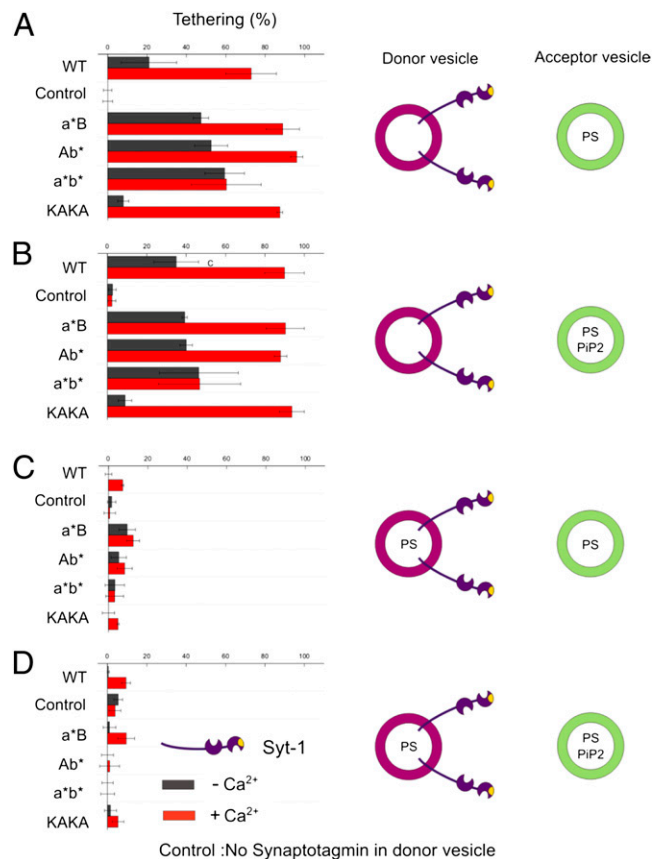 A
Tethering (%)
Donor vesicle
Acceptor vesicle
0 20 40 60 80 100
WT
Control
a*B
Ab*
a*b*
KAKA
PS
B
0 20 40 60 80 100
WT
c
Control
a*B
Ab*
a*b*
KAKA
PS
PiP2
C
0 20 40 60 80 100
WT
Control
a*B
Ab*
a*b*
KAKA
PS
PS
D
0 20 40 60 80 100
WT
Control
a*B
Ab*
a*b*
KAKA
Syt-1
- Ca²⁺
+ Ca²⁺
PS
PS
PiP2
Control :No Synaptotagmin in donor vesicle